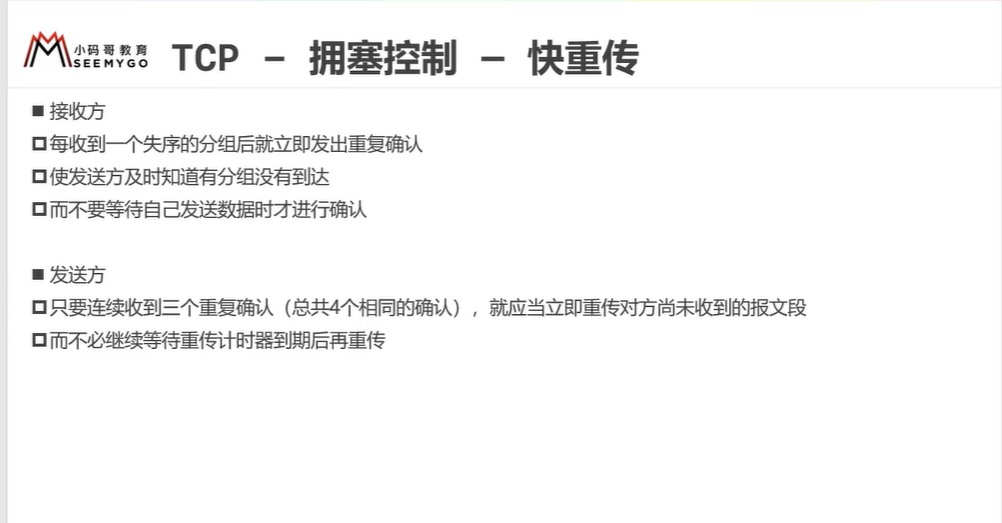 小码哥教育
SEEMYGO
TCP – 拥塞控制 – 快重传
■ 接收方
每收到一个失序的分组后就立即发出重复确认
使发送方及时知道有分组没有到达
而不要等待自己发送数据时才进行确认
■ 发送方
只要连续收到三个重复确认（总共4个相同的确认），就应当立即重传对方尚未收到的报文段
而不必继续等待重传计时器到期后再重传